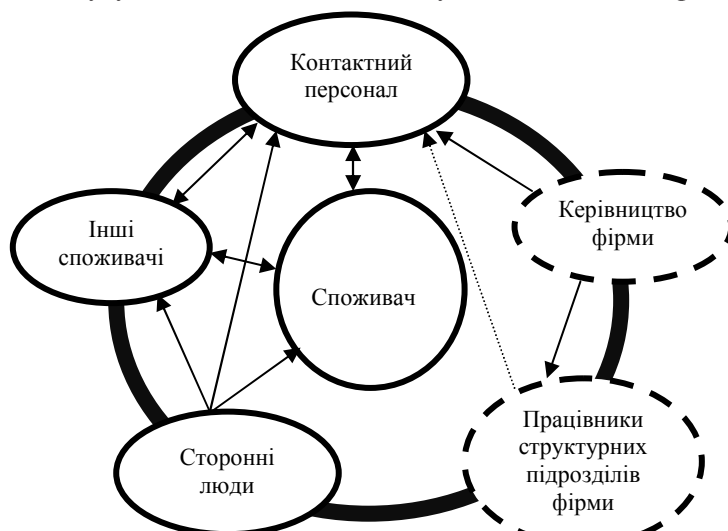 Контактний
персонал
Інші
споживачі
Керівництво
фірми
Споживач
Сторонні
люди
Працівники
структурних
підрозділів
фірми